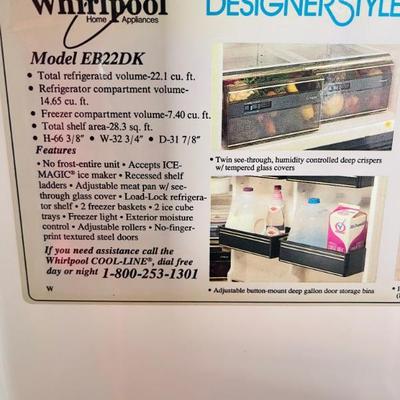 Whirlpool
Home Appliances
DESIGNER STYLE
Model EB22DK
• Total refrigerated volume-22.1 cu. ft.
• Refrigerator compartment volume-
14.65 cu. ft.
• Freezer compartment volume-7.40 cu. ft.
• Total shelf area-28.3 sq. ft.
• H-66 3/8" • W-32 3/4" • D-31 7/8"
Features
• No frost-entire unit • Accepts ICE-
MAGIC® ice maker • Recessed shelf
ladders • Adjustable meat pan w/ see-
through glass cover • Load-Lock refrigera-
tor shelf • 2 freezer baskets • 2 ice cube
trays • Freezer light • Exterior moisture
control • Adjustable rollers • No-finger-
print textured steel doors
If you need assistance call the
Whirlpool COOL-LINE®, dial free
day or night 1-800-253-1301
W
• Twin see-through, humidity controlled deep crispers
w/ tempered glass covers
• Adjustable button-mount deep gallon door storage bins